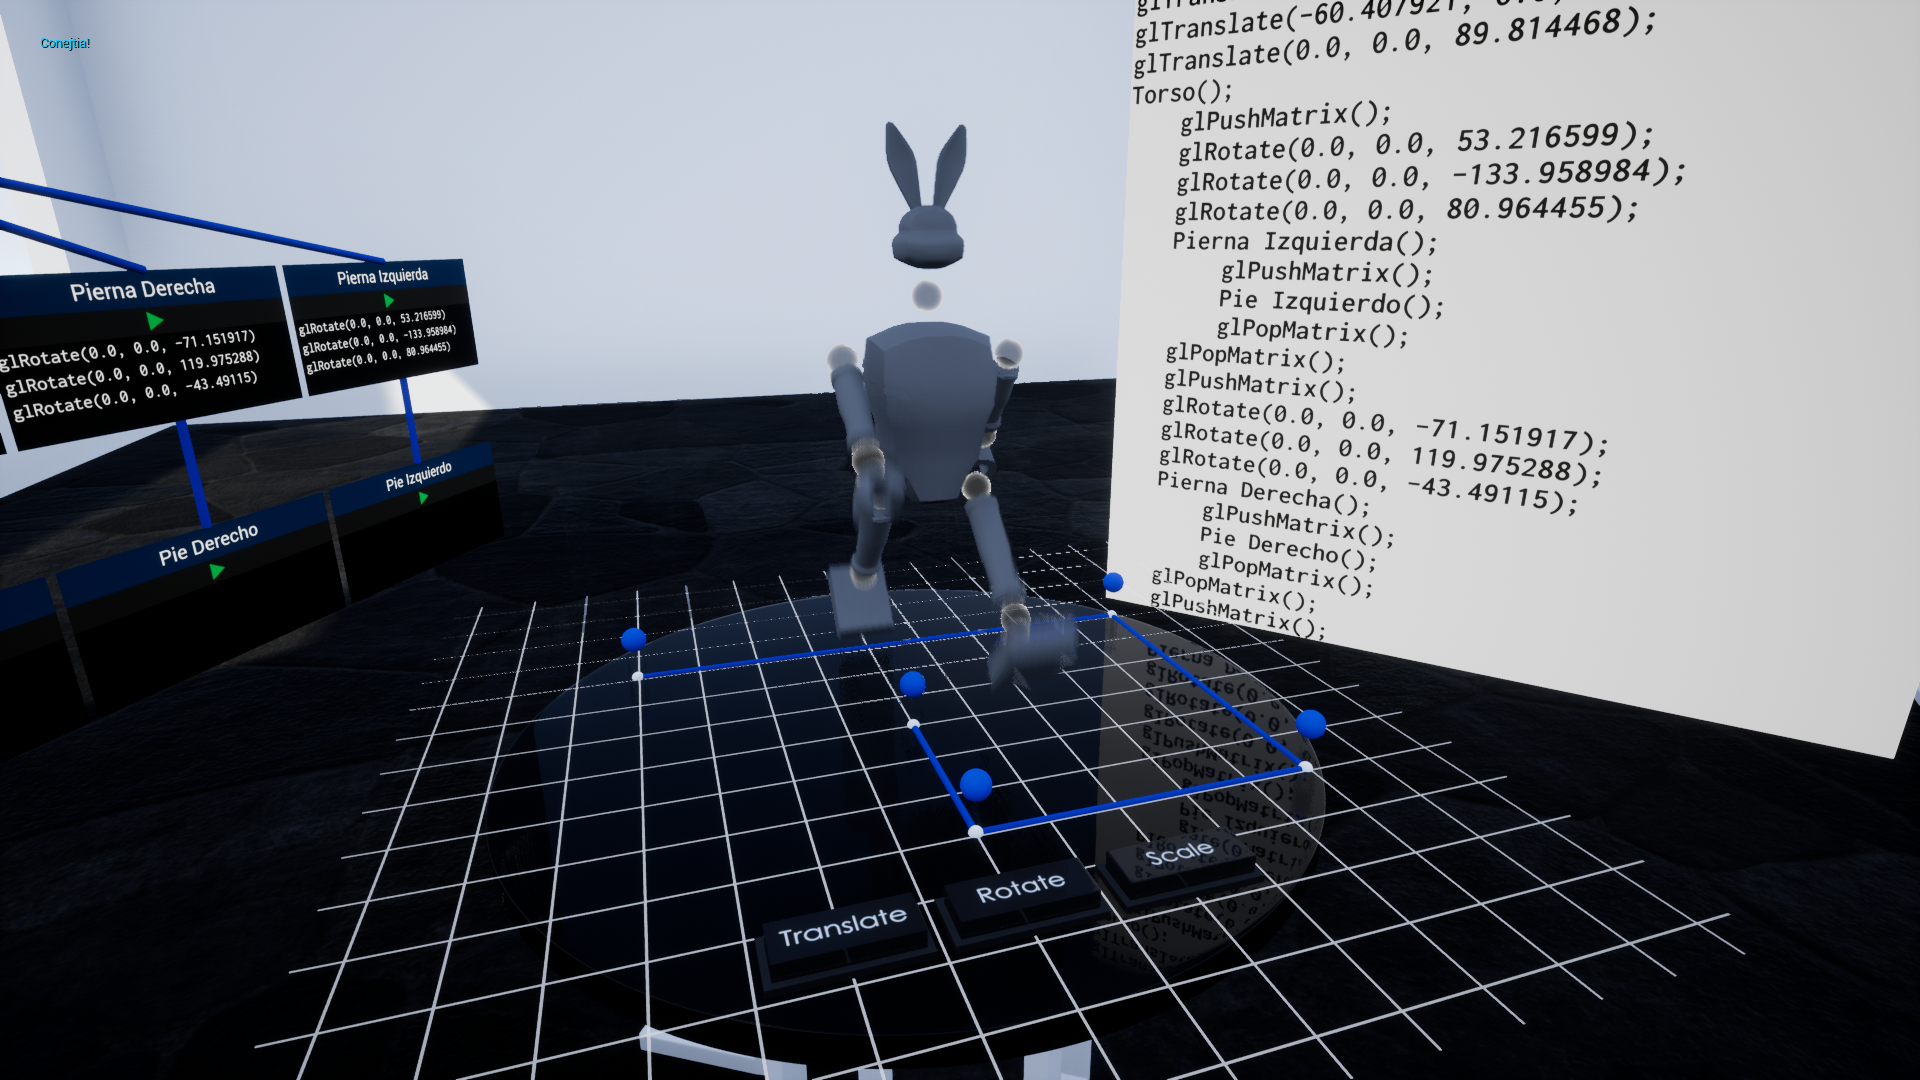 Conejtia!
glTranslate(-60.407921,
glTranslate(0.0, 0.0, 89.814468);
Torso();
glPushMatrix();
glRotate(0.0, 0.0, 53.216599);
glRotate(0.0, 0.0, -133.958984);
glRotate(0.0, 0.0, 80.964455);
Pierna Izquierda();
glPushMatrix();
Pie Izquierdo();
glPopMatrix();
glPopMatrix();
glPushMatrix();
glRotate(0.0, 0.0, -71.151917);
glRotate(0.0, 0.0, 119.975288);
glRotate(0.0, 0.0, -43.49115);
Pierna Derecha();
glPushMatrix();
Pie Derecho();
glPopMatrix();
glPopMatrix();
glPushMatrix();
Pierna Derecha
glRotate(0.0, 0.0, -71.151917)
glRotate(0.0, 0.0, 119.975288)
glRotate(0.0, 0.0, -43.49115)
Pierna Izquierda
glRotate(0.0, 0.0, 53.216599)
glRotate(0.0, 0.0, -133.958984)
glRotate(0.0, 0.0, 80.964455)
Pie Derecho
Pie Izquierdo
Translate
Rotate
Scale